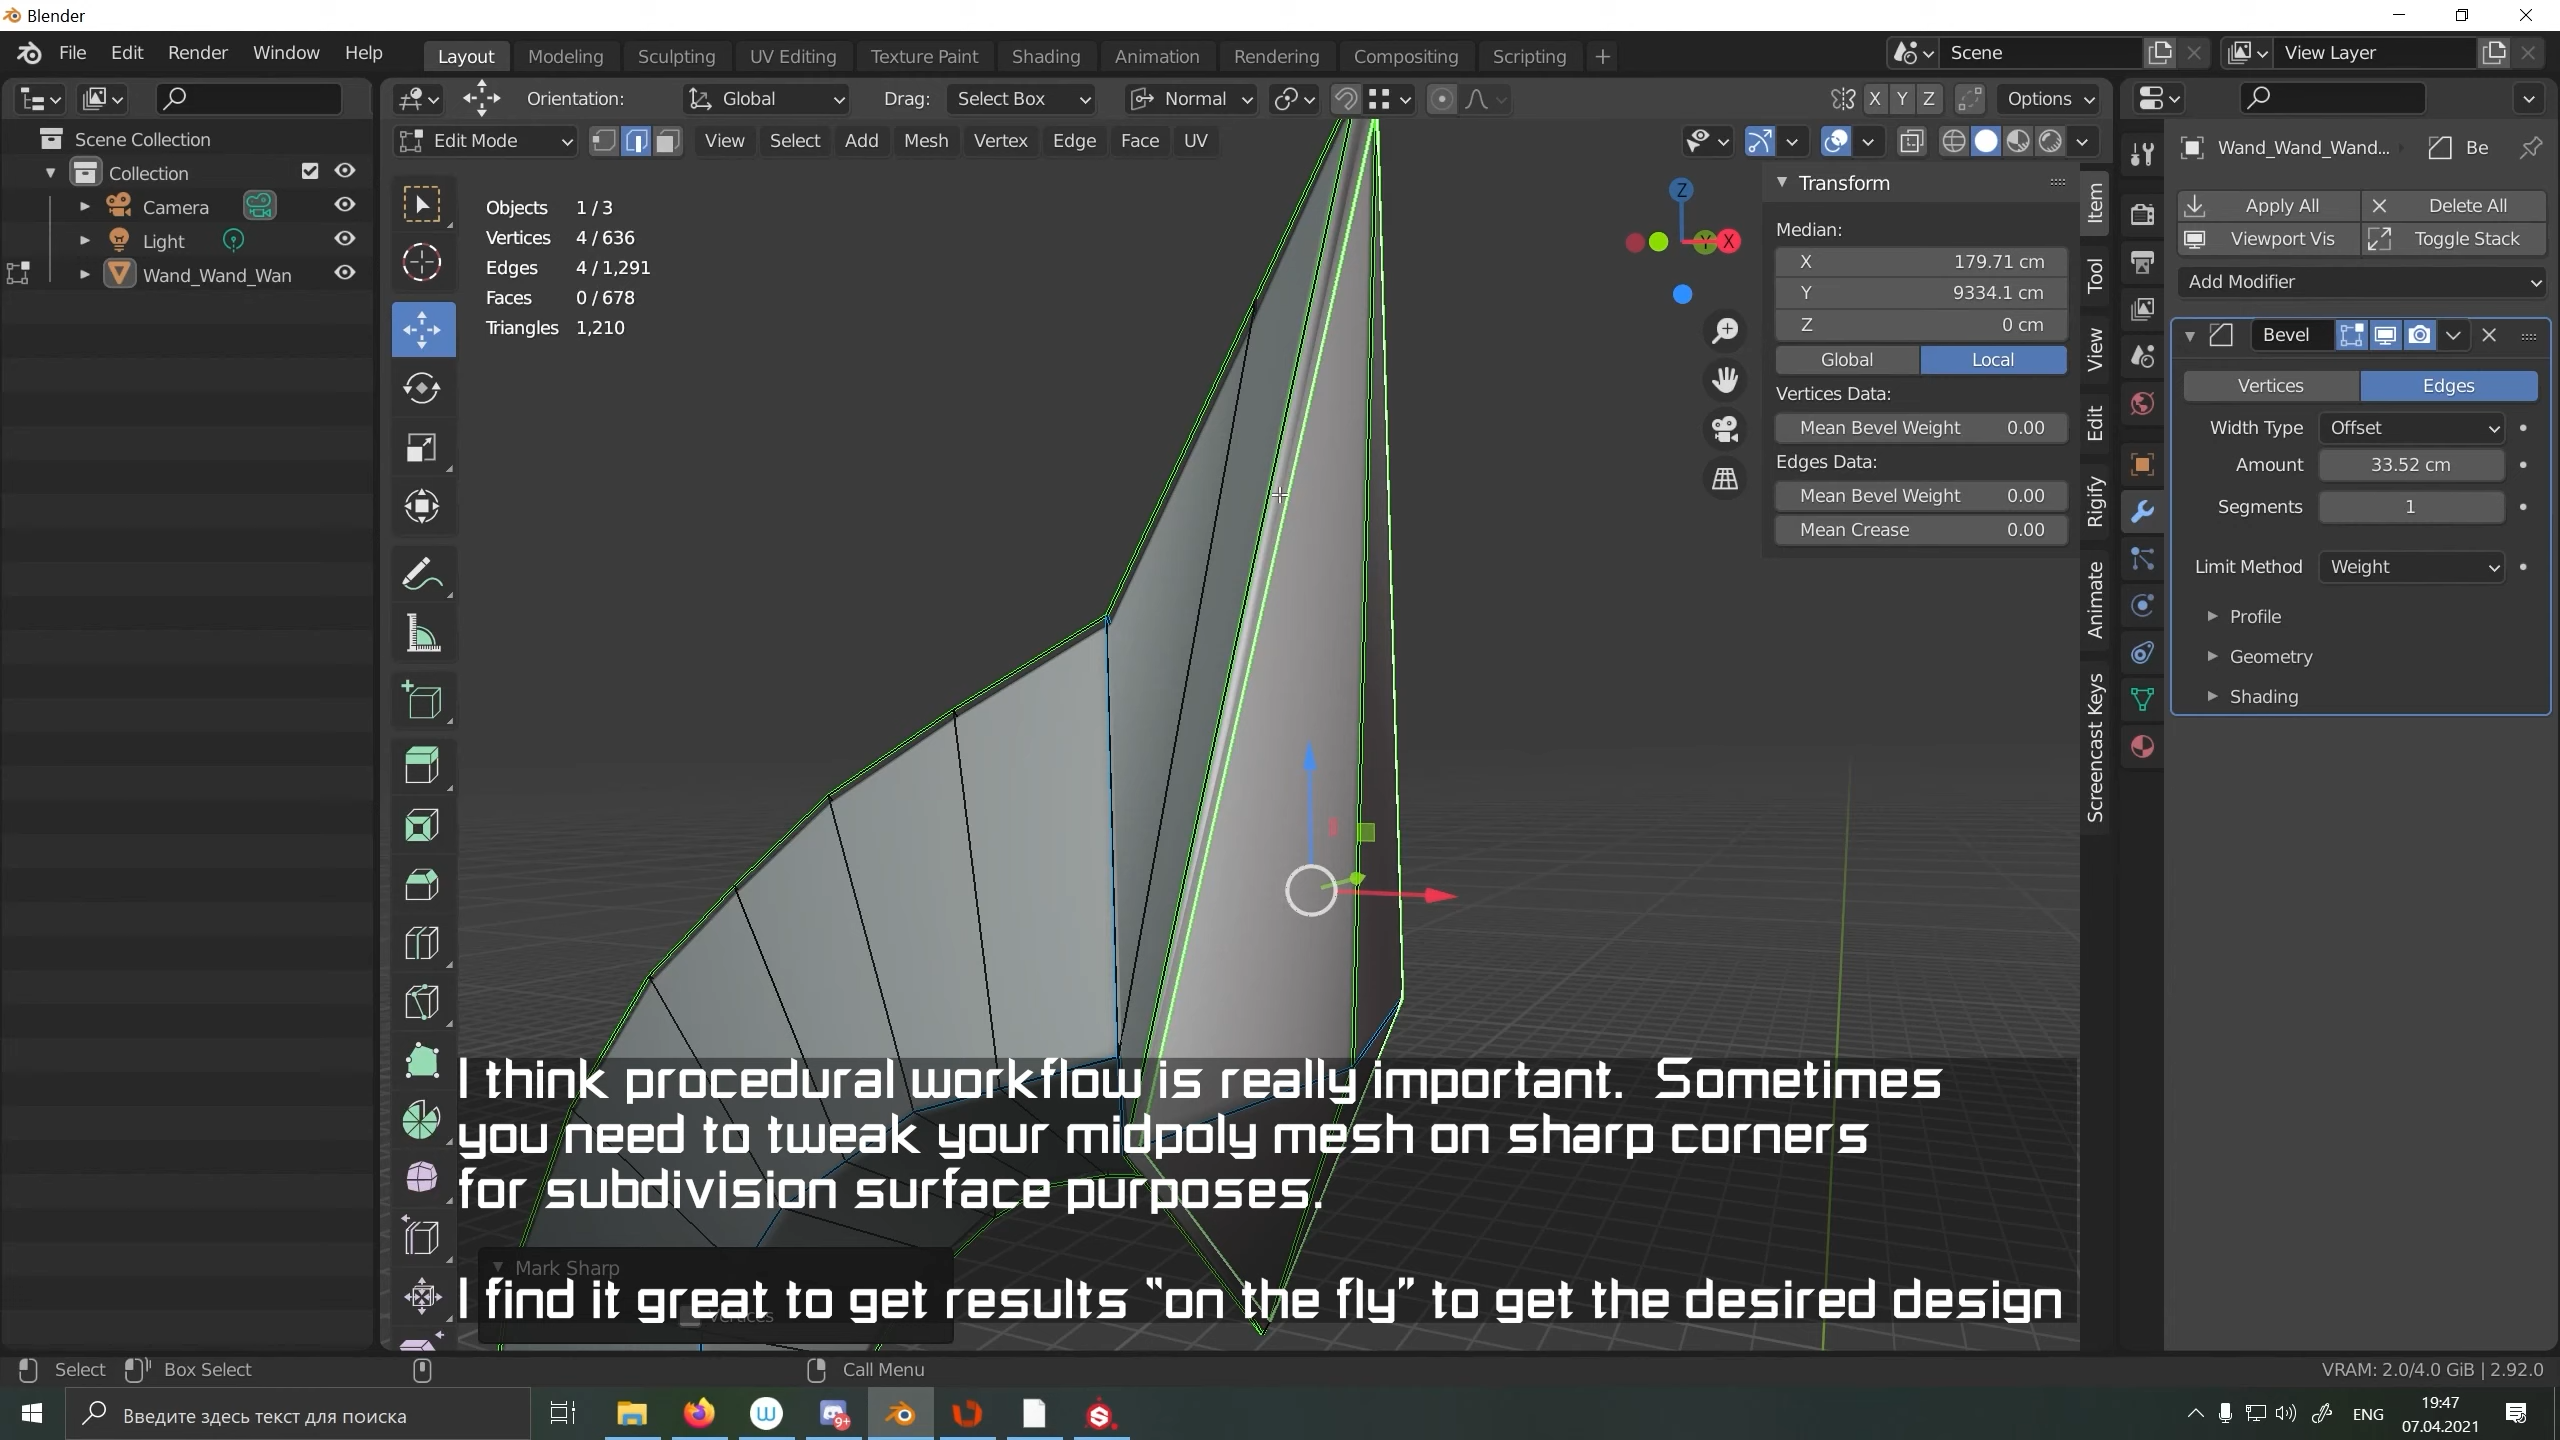 Blender
File Edit Render Window Help
Layout Modeling Sculpting UV Editing Texture Paint Shading Animation Rendering Compositing Scripting +
Scene
View Layer
Orientation: Global Drag: Select Box Normal X Y Z Options
Edit Mode View Select Add Mesh Vertex Edge Face UV
Scene Collection
Collection
Camera
Light
Wand_Wand_Wan
Objects 1 / 3
Vertices 4 / 636
Edges 4 / 1,291
Faces 0 / 678
Triangles 1,210
Z
Y X
Transform
Median:
X 179.71 cm
Y 9334.1 cm
Z 0 cm
Global Local
Vertices Data:
Mean Bevel Weight 0.00
Edges Data:
Mean Bevel Weight 0.00
Mean Crease 0.00
Item
Tool
View
Edit
Rigify
Animate
Screencast Keys
Wand_Wand_Wand... Be
Apply All Delete All
Viewport Vis Toggle Stack
Add Modifier
Bevel
Vertices Edges
Width Type Offset
Amount 33.52 cm
Segments 1
Limit Method Weight
Profile
Geometry
Shading
I think procedural workflow is really important. Sometimes
you need to tweak your midpoly mesh on sharp corners
for subdivision surface purposes.
Mark Sharp
I find it great to get results “on the fly” to get the desired design
Select Box Select Call Menu
VRAM: 2.0/4.0 GiB | 2.92.0
Введите здесь текст для поиска
9+
ENG
19:47
07.04.2021